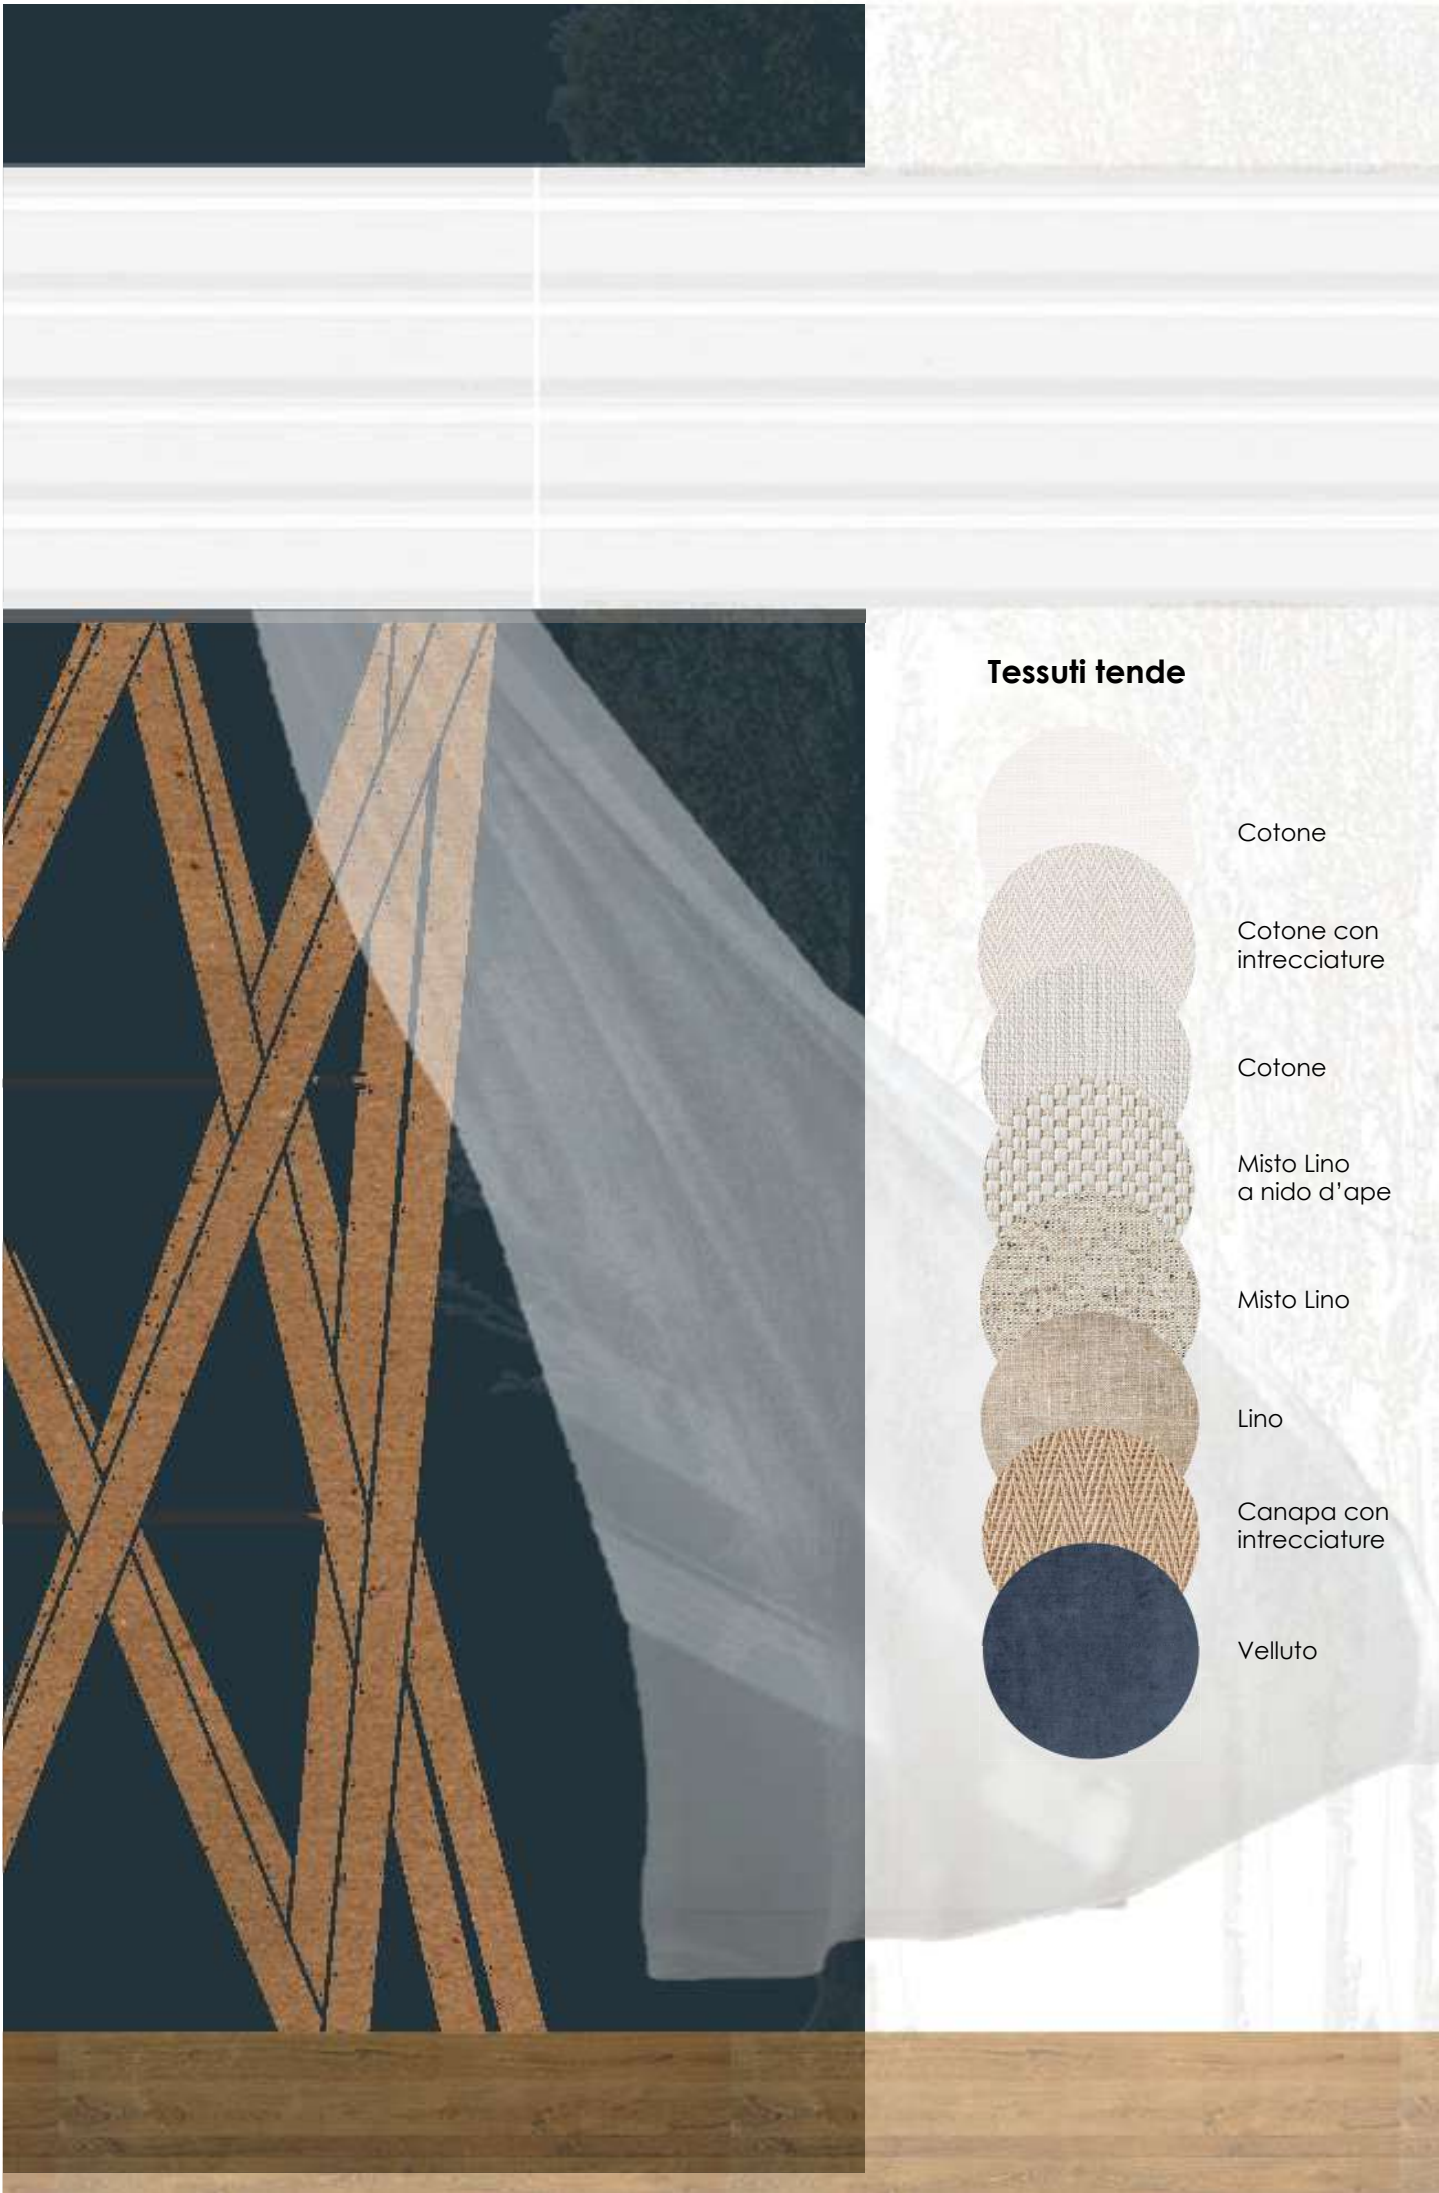 Tessuti tende
Cotone
Cotone con
intrecciature
Cotone
Misto Lino
a nido d’ape
Misto Lino
Lino
Canapa con
intrecciature
Velluto